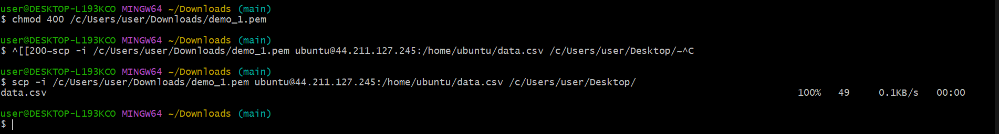 user@DESKTOP-L193KCO MINGW64 ~/Downloads (main)
$ chmod 400 /c/Users/user/Downloads/demo_1.pem
user@DESKTOP-L193KCO MINGW64 ~/Downloads (main)
$ ^[[200~scp -i /c/Users/user/Downloads/demo_1.pem ubuntu@44.211.127.245:/home/ubuntu/data.csv /c/Users/user/Desktop/~^C
user@DESKTOP-L193KCO MINGW64 ~/Downloads (main)
$ scp -i /c/Users/user/Downloads/demo_1.pem ubuntu@44.211.127.245:/home/ubuntu/data.csv /c/Users/user/Desktop/
data.csv 100% 49 0.1KB/s 00:00
user@DESKTOP-L193KCO MINGW64 ~/Downloads (main)
$